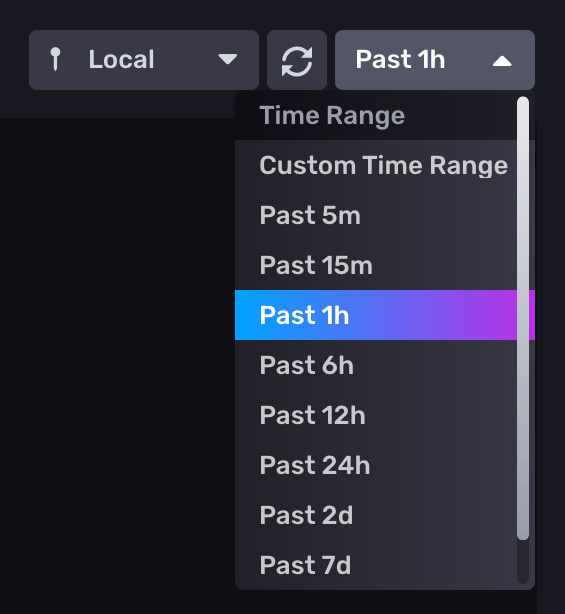 Local
Past 1h
Time Range
Custom Time Range
Past 5m
Past 15m
Past 1h
Past 6h
Past 12h
Past 24h
Past 2d
Past 7d